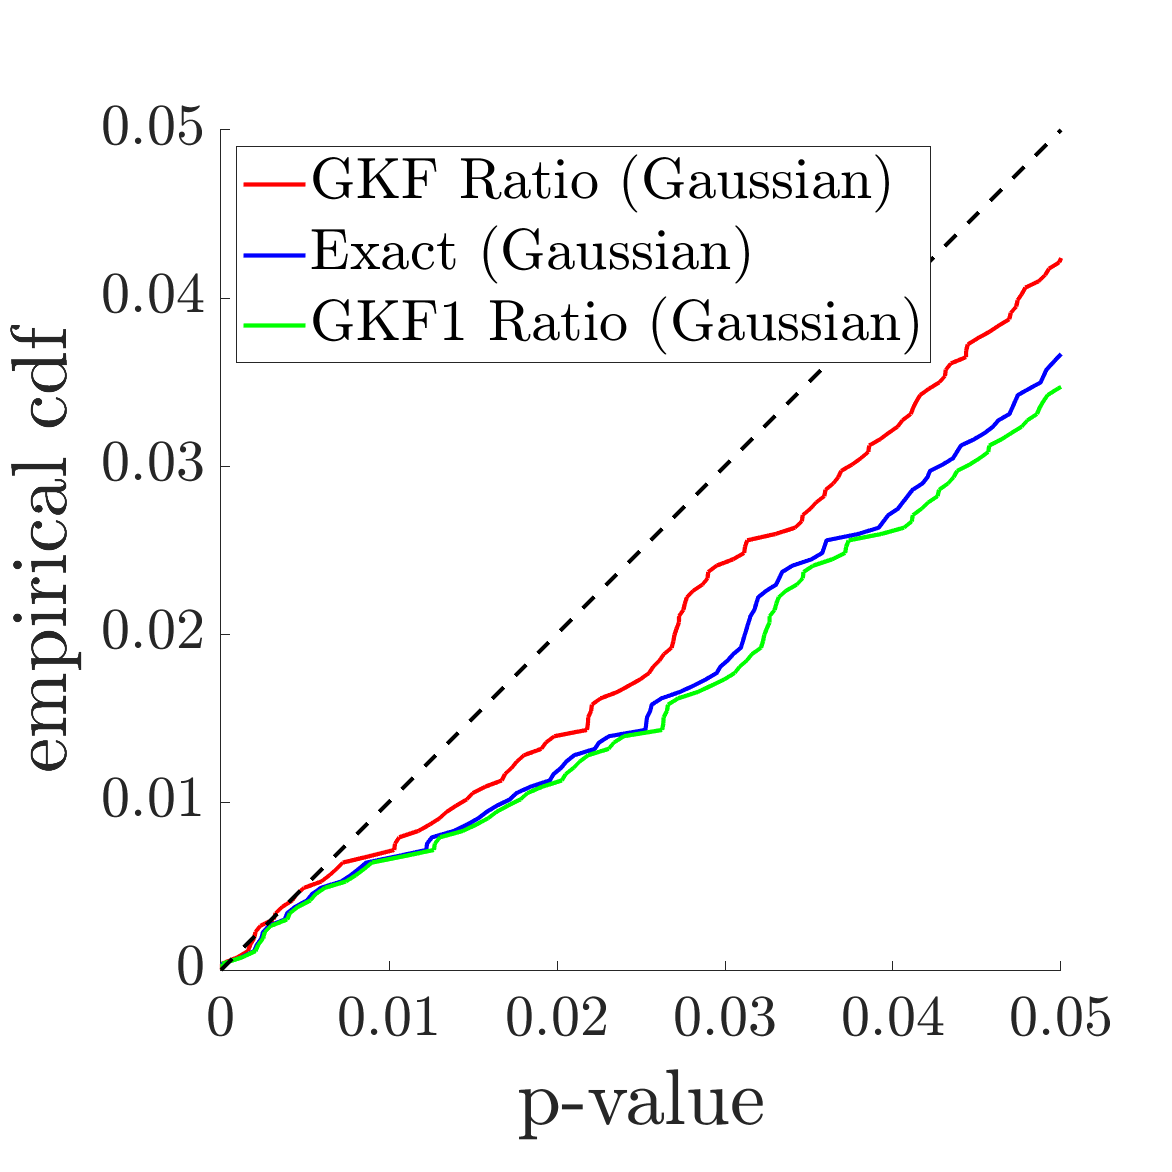 0.05
0.04
0.03
0.02
0.01
0
empirical cdf
GKF Ratio (Gaussian)
Exact (Gaussian)
GKF1 Ratio (Gaussian)
0 0.01 0.02 0.03 0.04 0.05
p-value